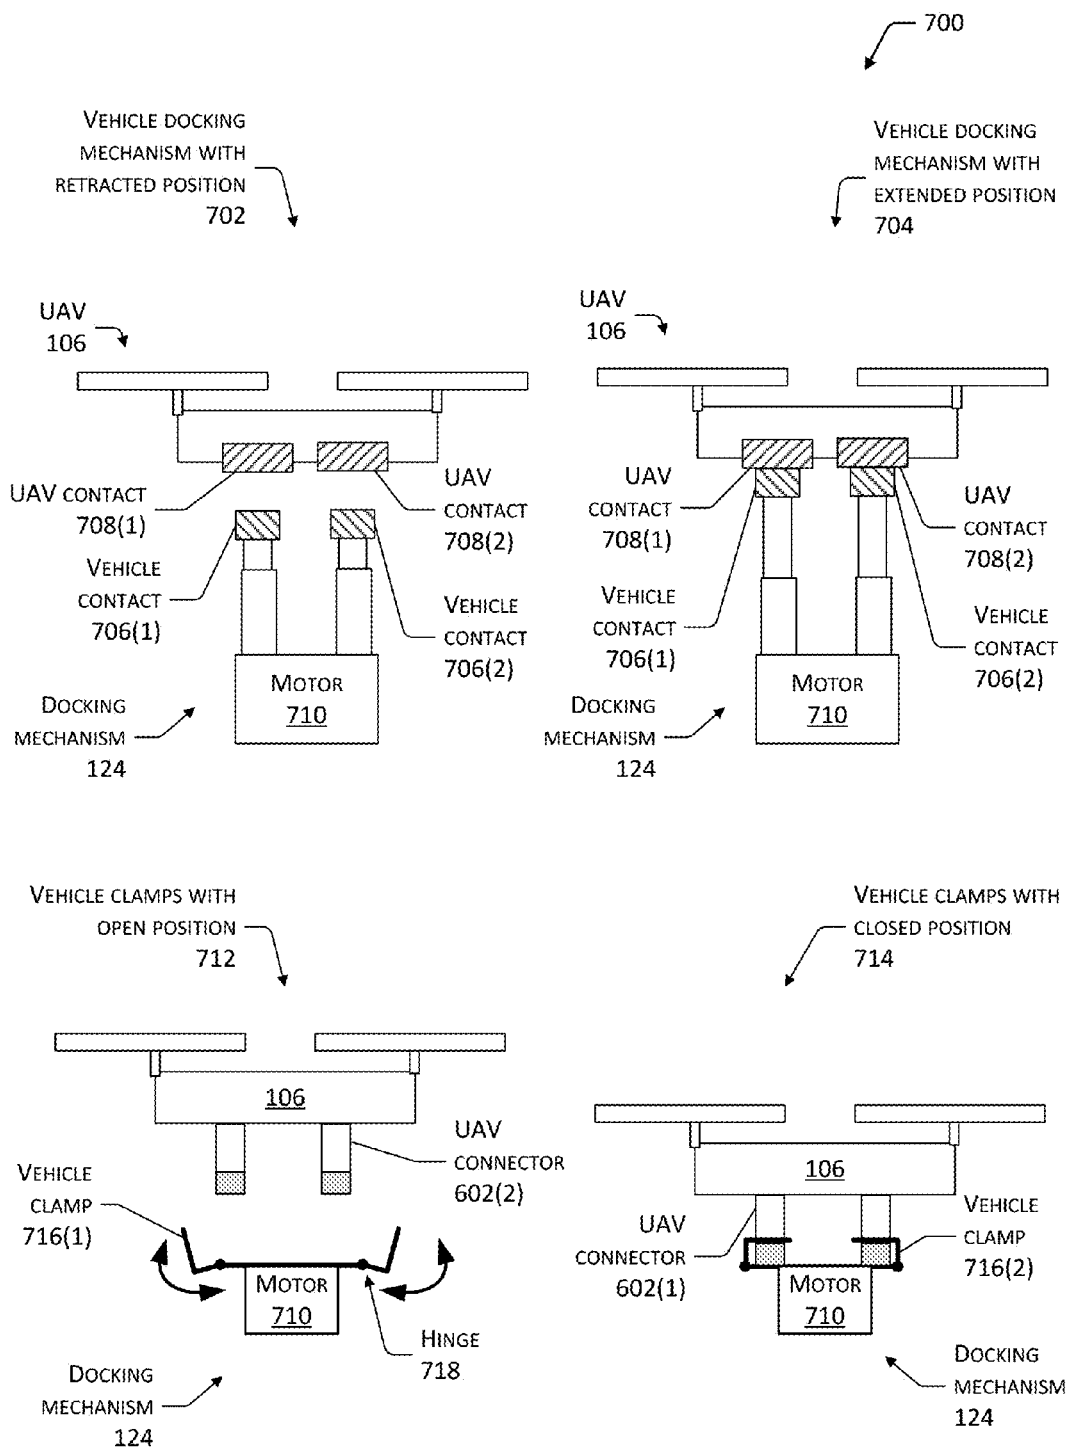 700
Vehicle docking
mechanism with
retracted position
702
Vehicle docking
mechanism with
extended position
704
UAV
106
UAV
106
UAV contact
708(1)
UAV
contact
708(2)
Vehicle
contact
706(1)
Vehicle
contact
706(2)
Motor
710
Docking
mechanism
124
UAV
contact
708(1)
UAV
contact
708(2)
Vehicle
contact
706(1)
Vehicle
contact
706(2)
Motor
710
Docking
mechanism
124
Vehicle clamps with
open position
712
Vehicle clamps with
closed position
714
106
UAV
connector
602(2)
Vehicle
clamp
716(1)
Motor
710
Hinge
718
Docking
mechanism
124
106
UAV
connector
602(1)
Vehicle
clamp
716(2)
Motor
710
Docking
mechanism
124